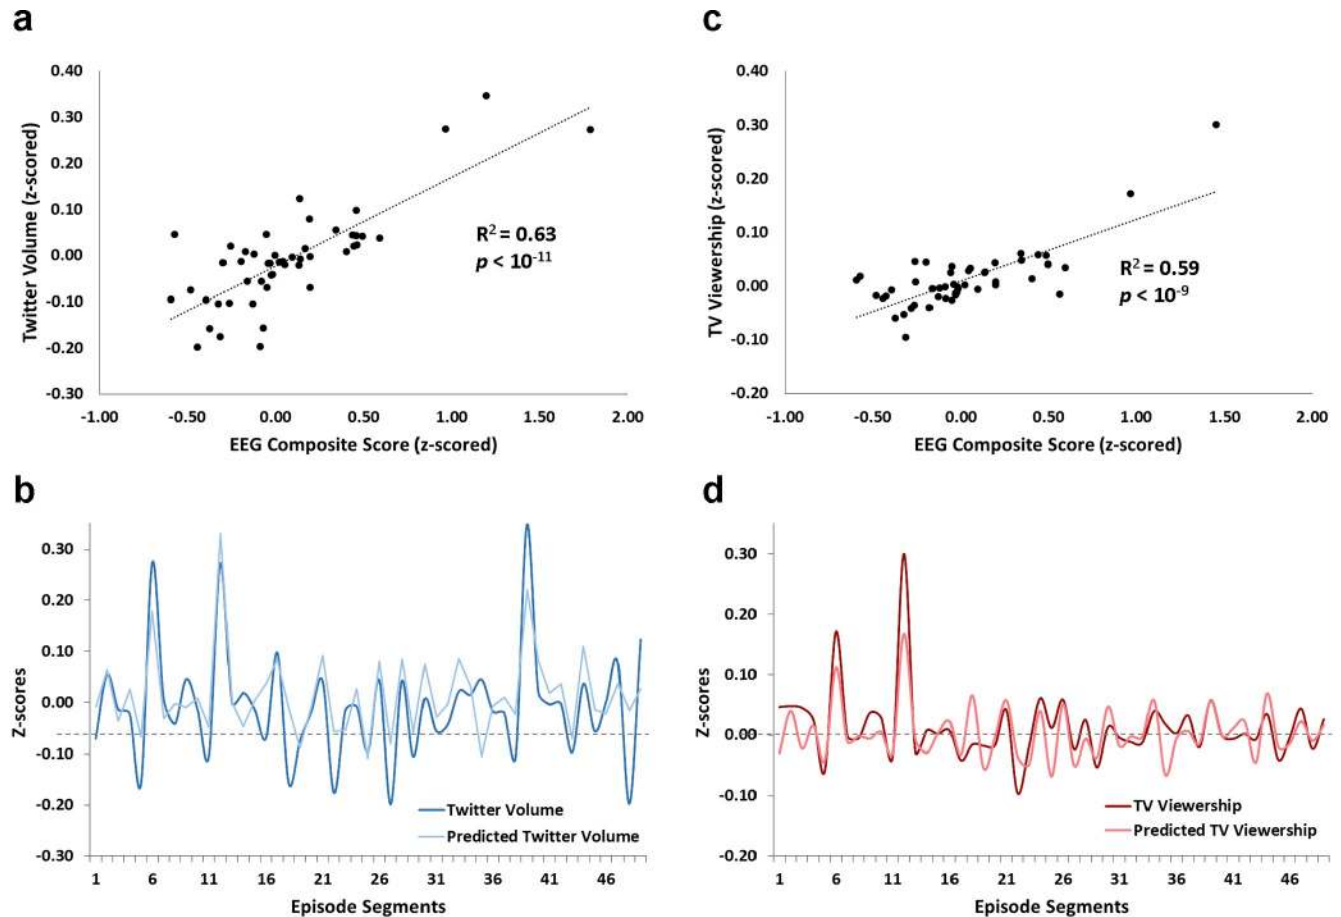 a
0.40
0.30
0.20
0.10
0.00
-0.10
-0.20
-0.30
Twitter Volume (z-scored)
R² = 0.63
p < 10⁻¹¹
-1.00 -0.50 0.00 0.50 1.00 1.50 2.00
EEG Composite Score (z-scored)
c
0.40
0.30
0.20
0.10
0.00
-0.10
-0.20
TV Viewership (z-scored)
R² = 0.59
p < 10⁻⁹
-1.00 -0.50 0.00 0.50 1.00 1.50 2.00
EEG Composite Score (z-scored)
b
0.30
0.20
0.10
0.00
-0.10
-0.20
-0.30
Z-scores
Twitter Volume
Predicted Twitter Volume
1 6 11 16 21 26 31 36 41 46
Episode Segments
d
0.30
0.20
0.10
0.00
-0.10
-0.20
Z-scores
TV Viewership
Predicted TV Viewership
1 6 11 16 21 26 31 36 41 46
Episode Segments